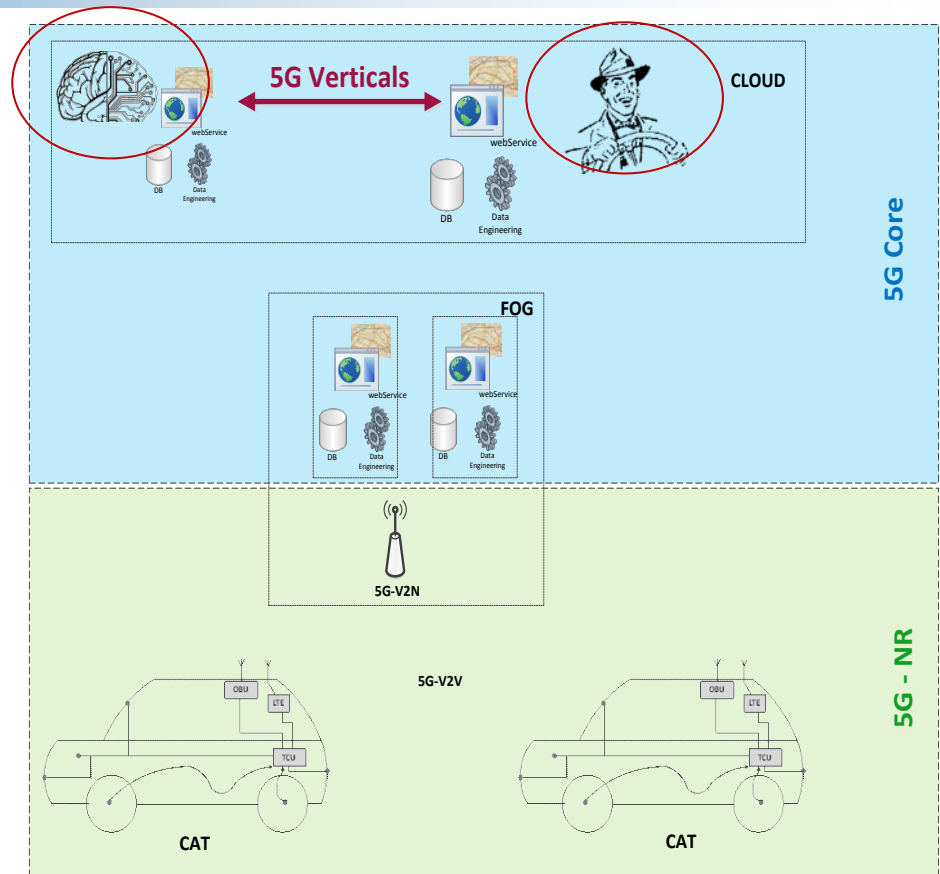 5G Verticals
CLOUD
webService
DB
Data
Engineering
webService
DB
Data
Engineering
5G Core
FOG
webService
DB
Data
Engineering
webService
DB
Data
Engineering
5G-V2N
5G - NR
5G-V2V
OBU
LTE
TCU
CAT
OBU
LTE
TCU
CAT